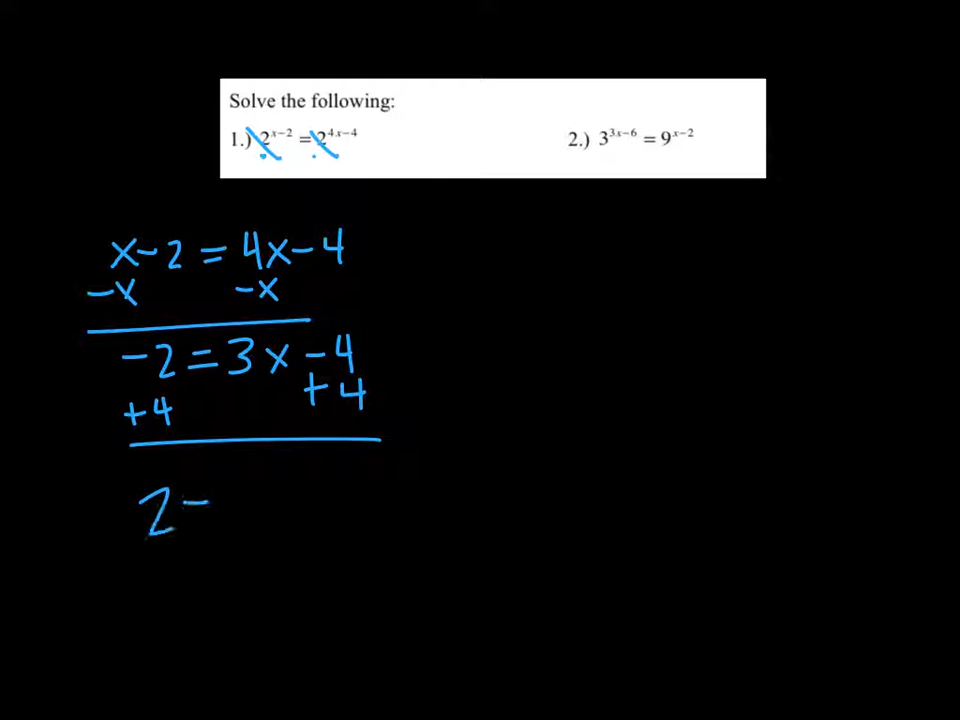 Solve the following:
1.) 2^{x-2} = 2^{4x-4}
2.) 3^{3x-6} = 9^{x-2}
x-2 = 4x-4
-x -x
-2 = 3x-4
+4 +4
2 -